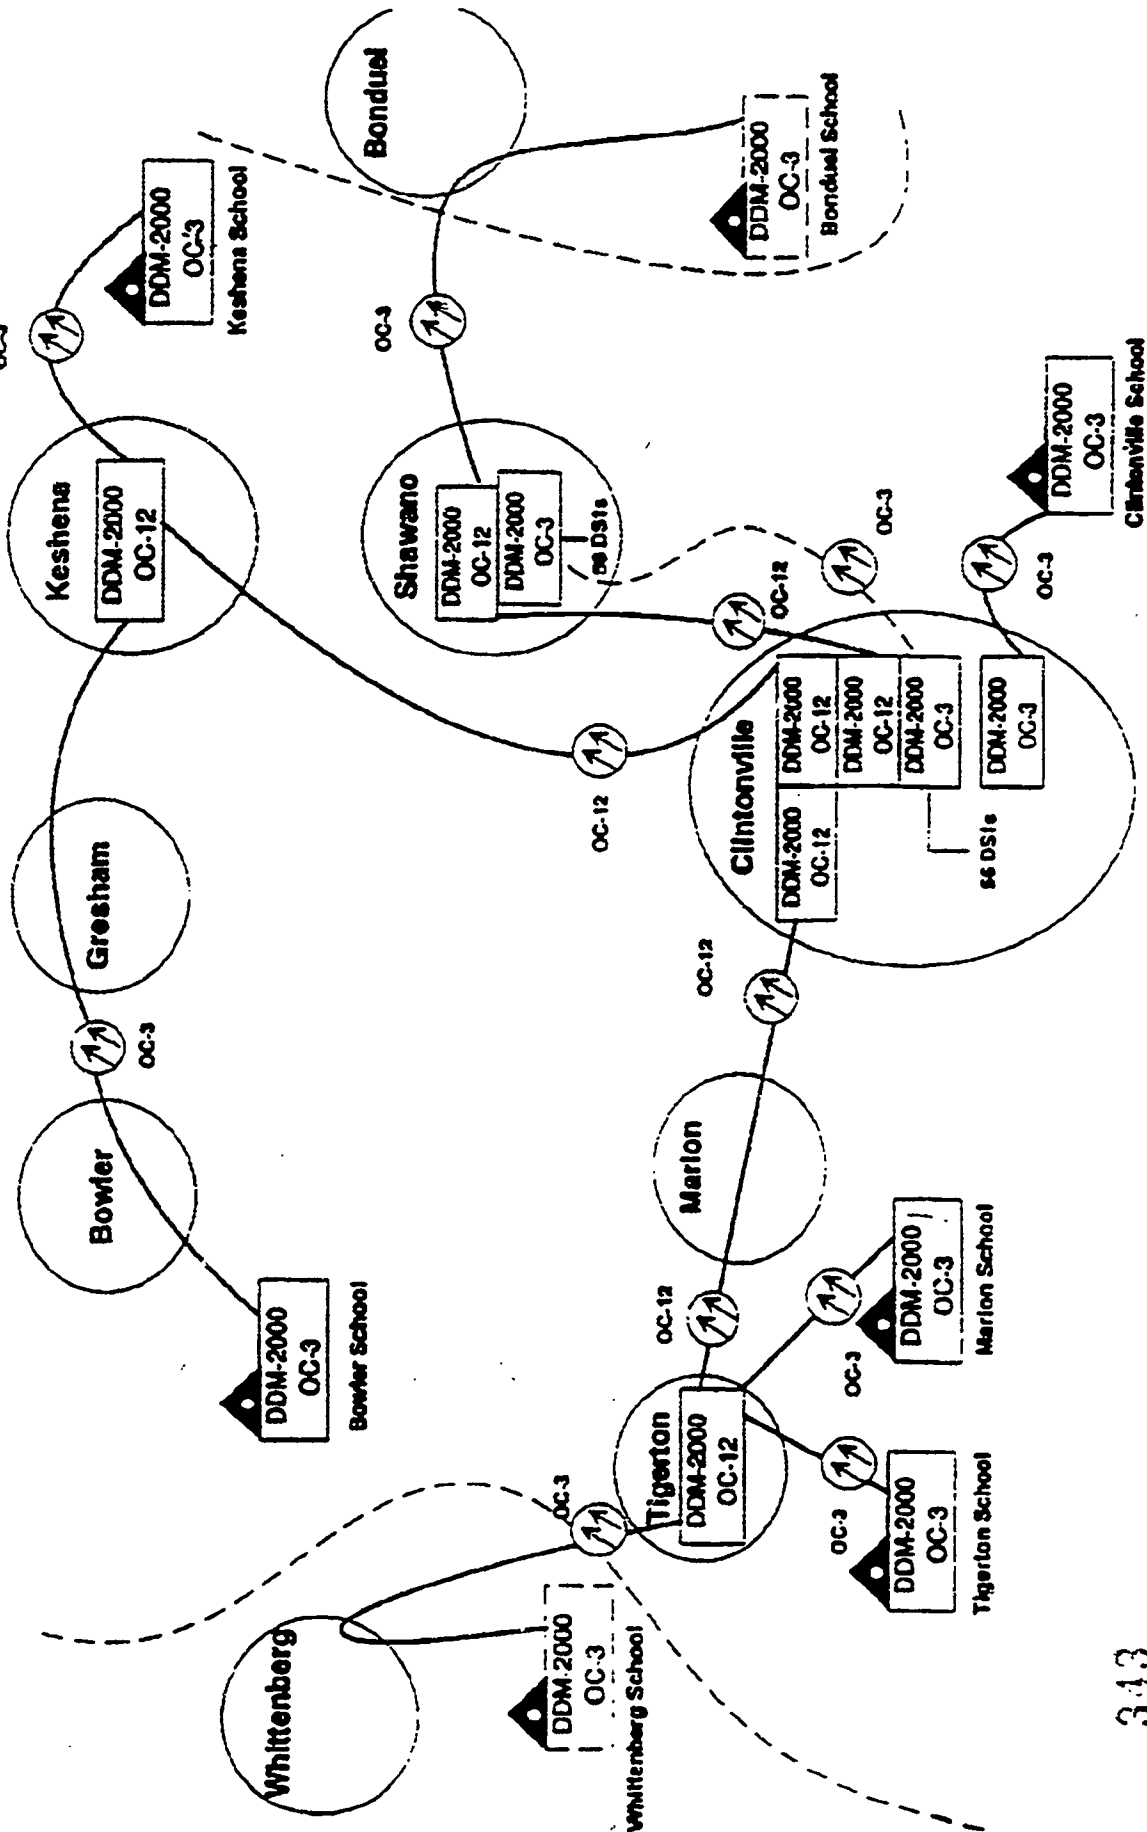 Bowler
Gresham
OC-3
Keshena
DDM-2000
OC-12
DDM-2000
OC-3
Keshena School
DDM-2000
OC-3
Bowler School
Whittenberg
DDM-2000
OC-3
Whittenberg School
OC-3
Shawano
DDM-2000
OC-12
DDM-2000
OC-3
56 DS1s
OC-3
Bonduel
DDM-2000
OC-3
Bonduel School
OC-12
Tigerton
DDM-2000
OC-12
OC-12
Marion
OC-12
Clintonville
DDM-2000
OC-12
DDM-2000
OC-12
DDM-2000
OC-12
DDM-2000
OC-3
56 DS1s
DDM-2000
OC-3
OC-12
OC-3
OC-3
OC-3
DDM-2000
OC-3
Tigerton School
OC-3
DDM-2000
OC-3
Marion School
DDM-2000
OC-3
Clintonville School
343